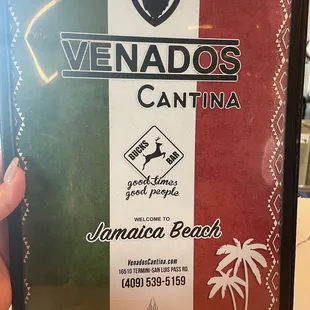 VENADOS
CANTINA
BUCKS
BAR
good times
good people
WELCOME TO
Jamaica Beach
VenadosCantina.com
16510 TERMINI-SAN LUIS PASS RD.
(409) 539-5159